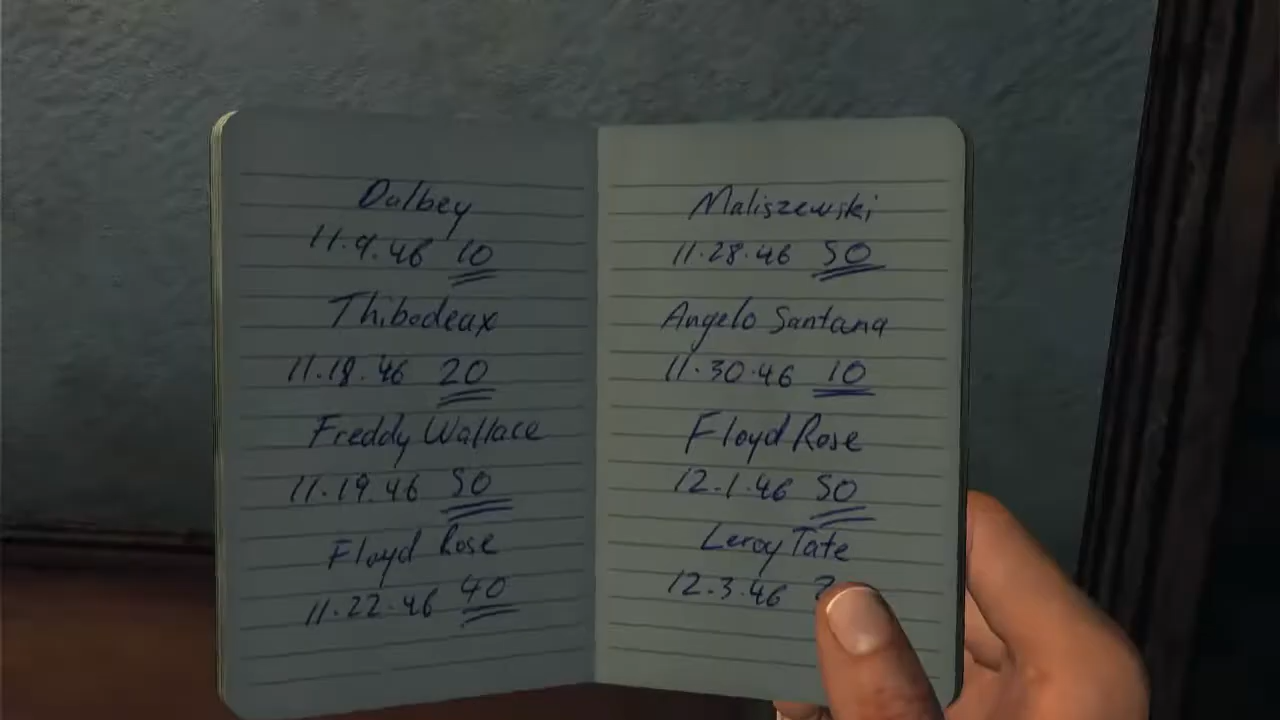 Dalbey
11.9.46 10
Thibodeax
11.18.46 20
Freddy Wallace
11.19.46 50
Floyd Rose
11.22.46 40
Maliszewski
11.28.46 50
Angelo Santana
11.30.46 10
Floyd Rose
12.1.46 50
Leroy Tate
12.3.46